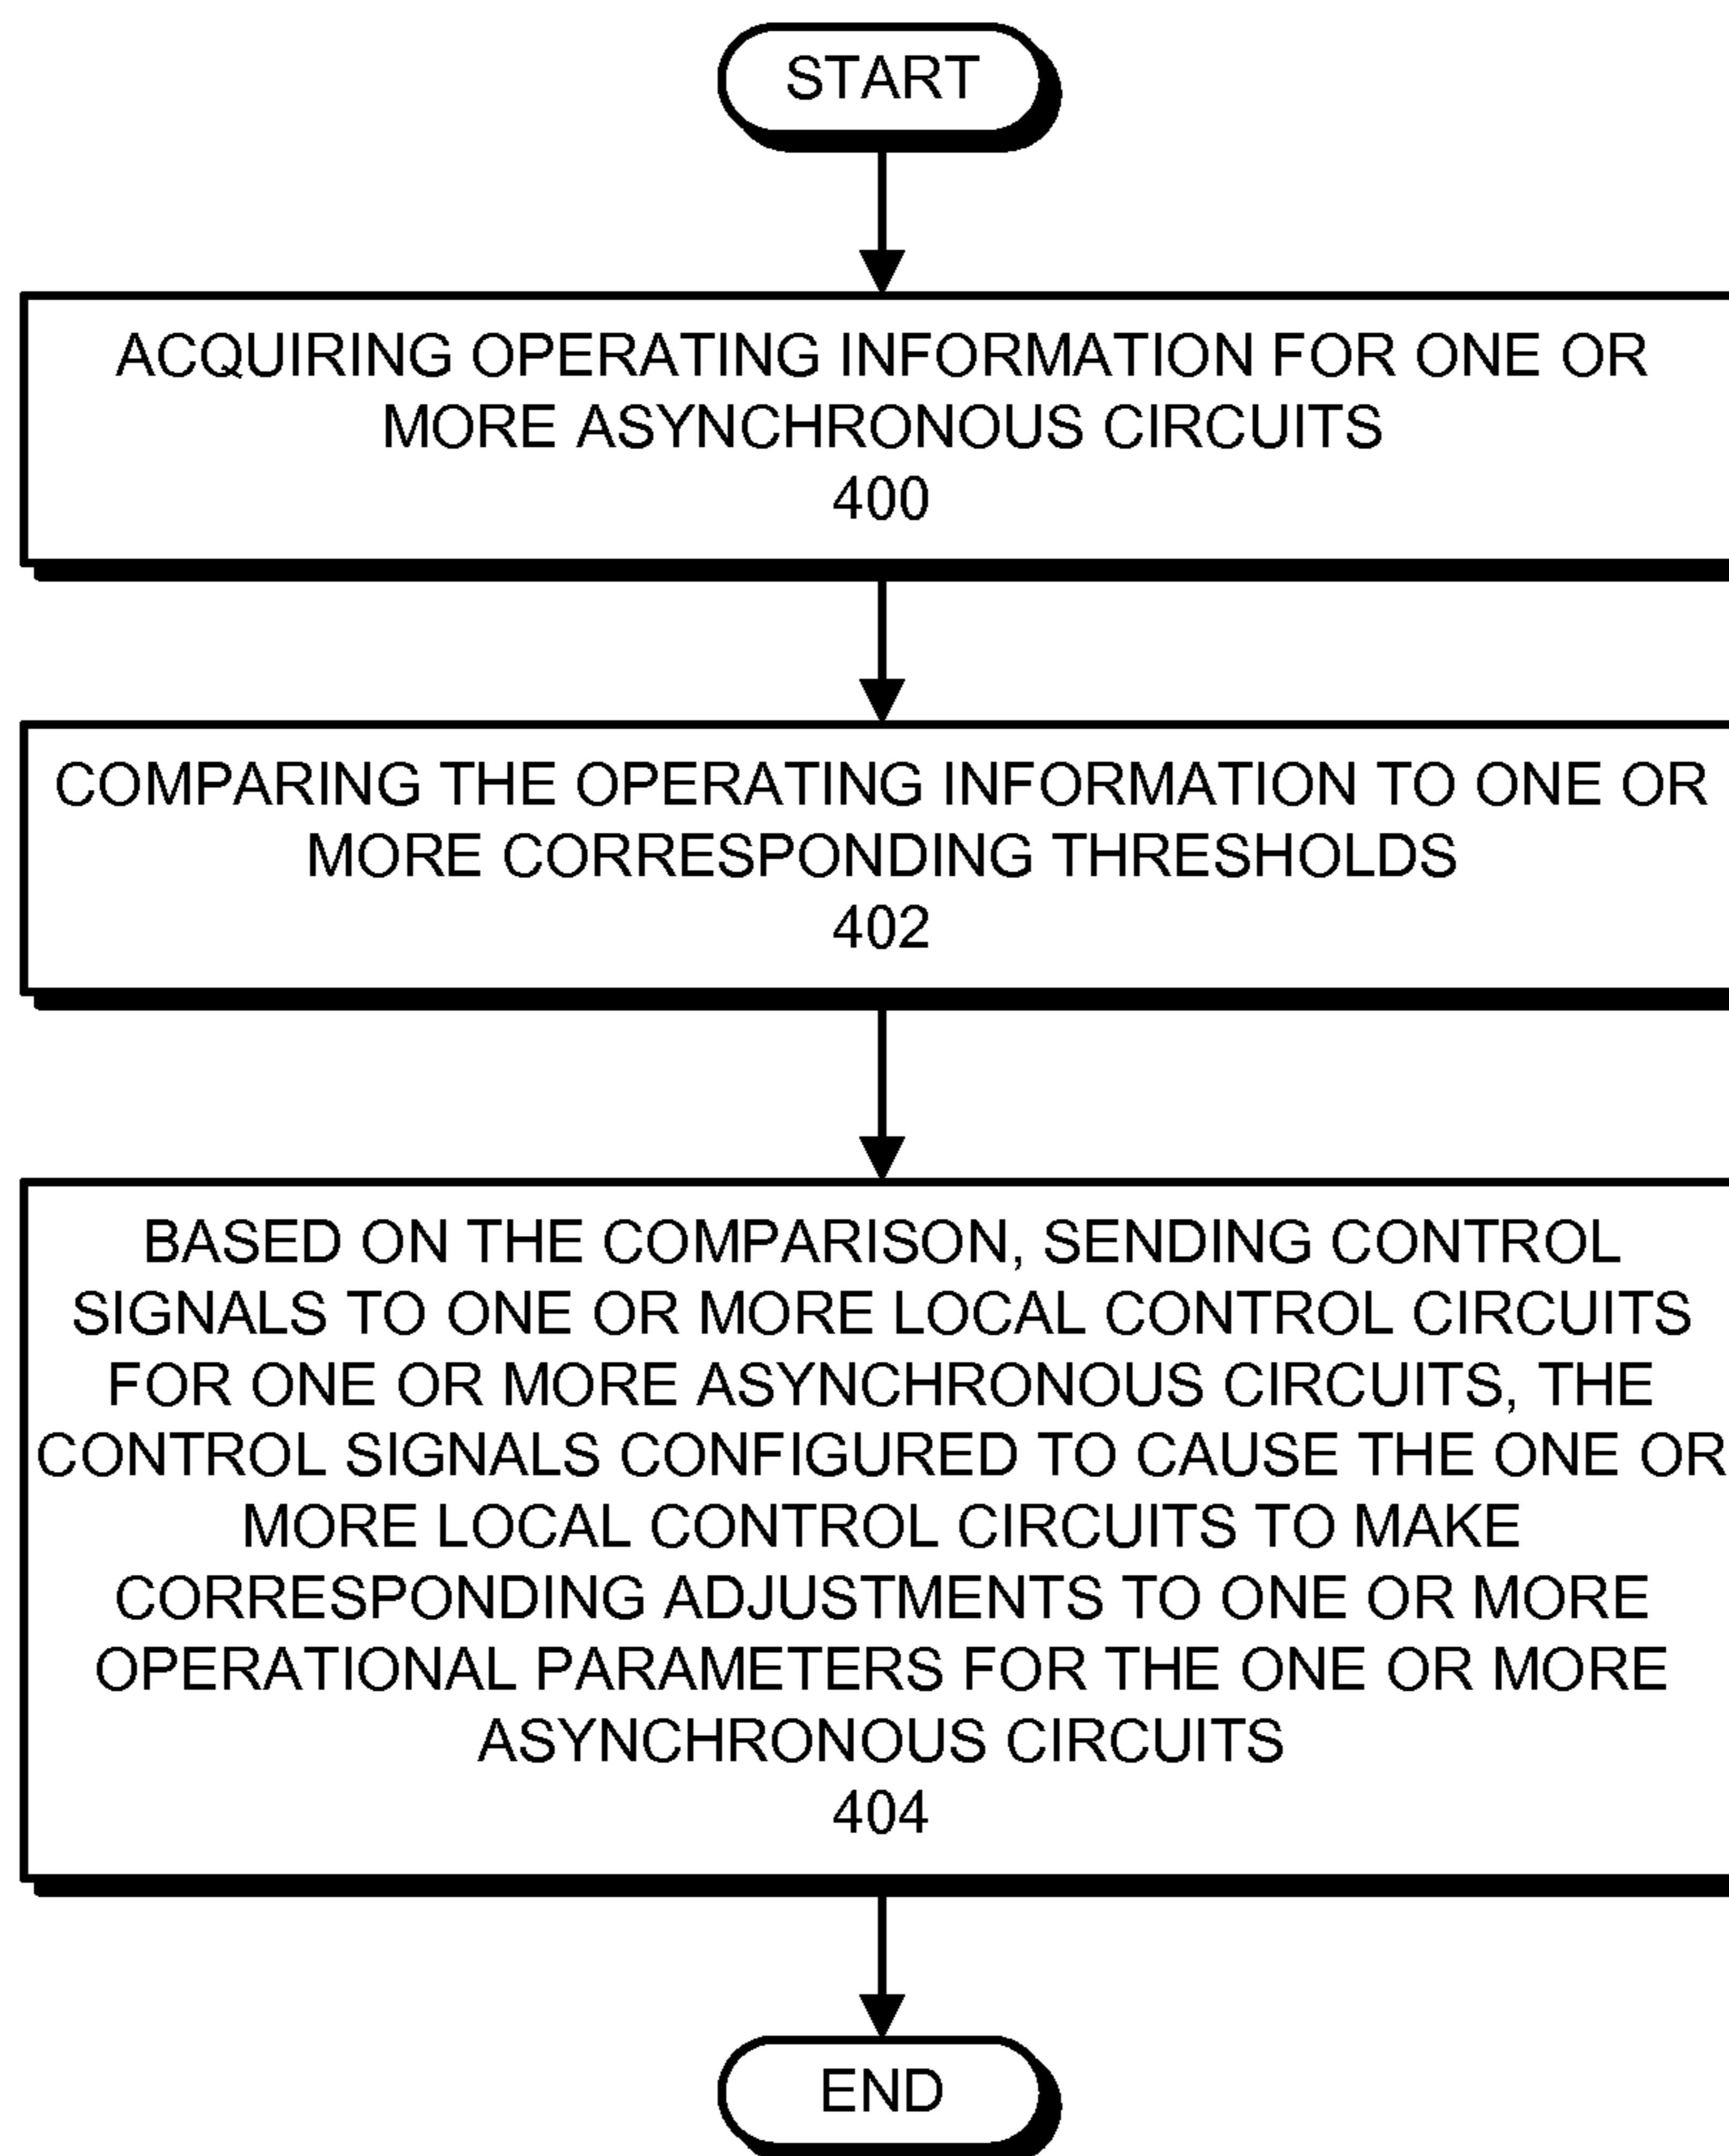 START
ACQUIRING OPERATING INFORMATION FOR ONE OR
MORE ASYNCHRONOUS CIRCUITS
400
COMPARING THE OPERATING INFORMATION TO ONE OR
MORE CORRESPONDING THRESHOLDS
402
BASED ON THE COMPARISON, SENDING CONTROL
SIGNALS TO ONE OR MORE LOCAL CONTROL CIRCUITS
FOR ONE OR MORE ASYNCHRONOUS CIRCUITS, THE
CONTROL SIGNALS CONFIGURED TO CAUSE THE ONE OR
MORE LOCAL CONTROL CIRCUITS TO MAKE
CORRESPONDING ADJUSTMENTS TO ONE OR MORE
OPERATIONAL PARAMETERS FOR THE ONE OR MORE
ASYNCHRONOUS CIRCUITS
404
END